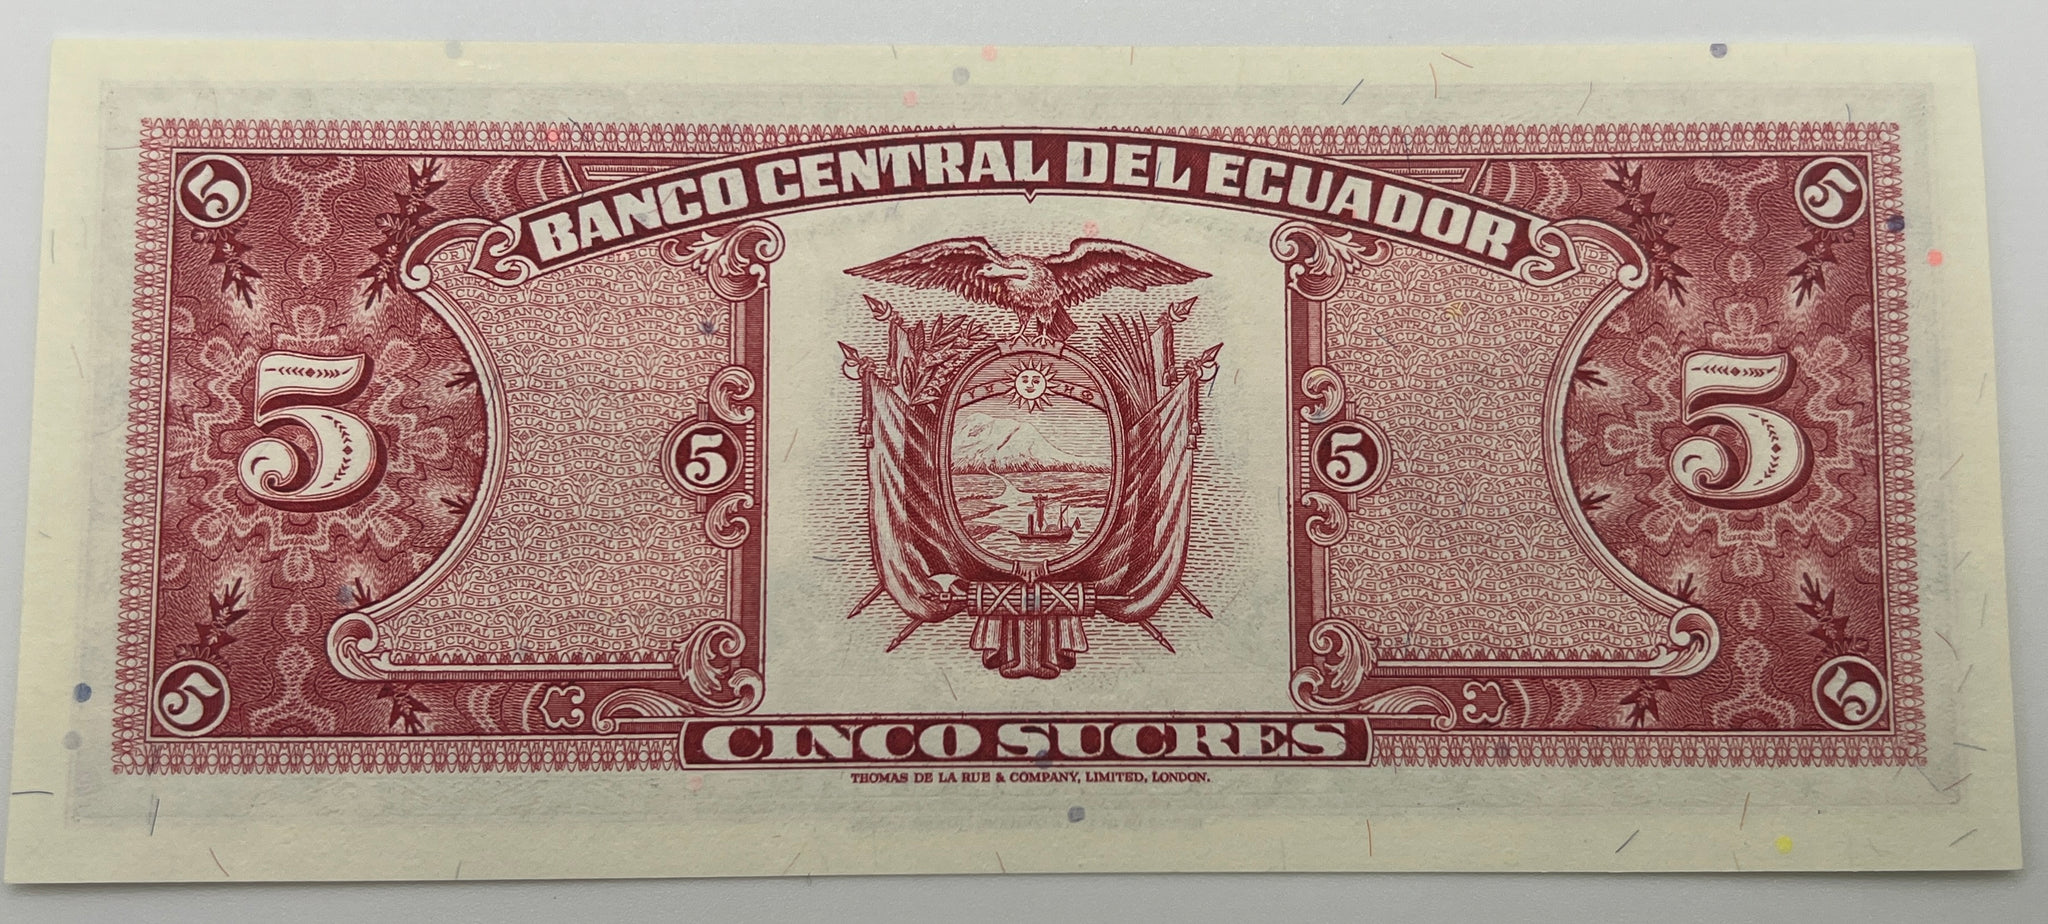 5 5
BANCO CENTRAL DEL ECUADOR
5 5 5 5
5 5
CINCO SUCRES
THOMAS DE LA RUE & COMPANY, LIMITED, LONDON.